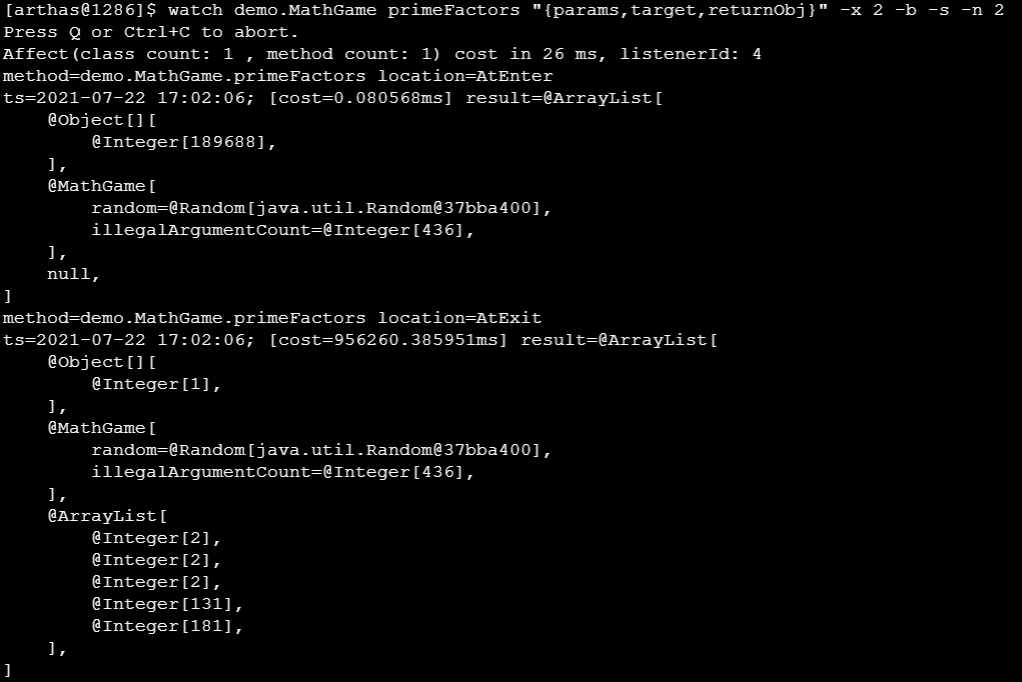 [arthas@1286]$ watch demo.MathGame primeFactors "{params,target,returnObj}" -x 2 -b -s -n 2
Press Q or Ctrl+C to abort.
Affect(class count: 1 , method count: 1) cost in 26 ms, listenerId: 4
method=demo.MathGame.primeFactors location=AtEnter
ts=2021-07-22 17:02:06; [cost=0.080568ms] result=@ArrayList[
    @Object[][
        @Integer[189688],
    ],
    @MathGame[
        random=@Random[java.util.Random@37bba400],
        illegalArgumentCount=@Integer[436],
    ],
    null,
]
method=demo.MathGame.primeFactors location=AtExit
ts=2021-07-22 17:02:06; [cost=956260.385951ms] result=@ArrayList[
    @Object[][
        @Integer[1],
    ],
    @MathGame[
        random=@Random[java.util.Random@37bba400],
        illegalArgumentCount=@Integer[436],
    ],
    @ArrayList[
        @Integer[2],
        @Integer[2],
        @Integer[2],
        @Integer[131],
        @Integer[181],
    ],
]